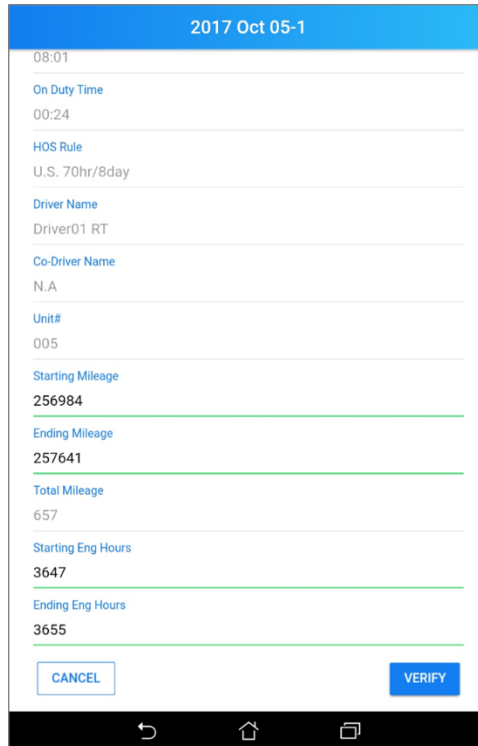 2017 Oct 05-1
08:01
On Duty Time
00:24
HOS Rule
U.S. 70hr/8day
Driver Name
Driver01 RT
Co-Driver Name
N.A
Unit#
005
Starting Mileage
256984
Ending Mileage
257641
Total Mileage
657
Starting Eng Hours
3647
Ending Eng Hours
3655
CANCEL VERIFY